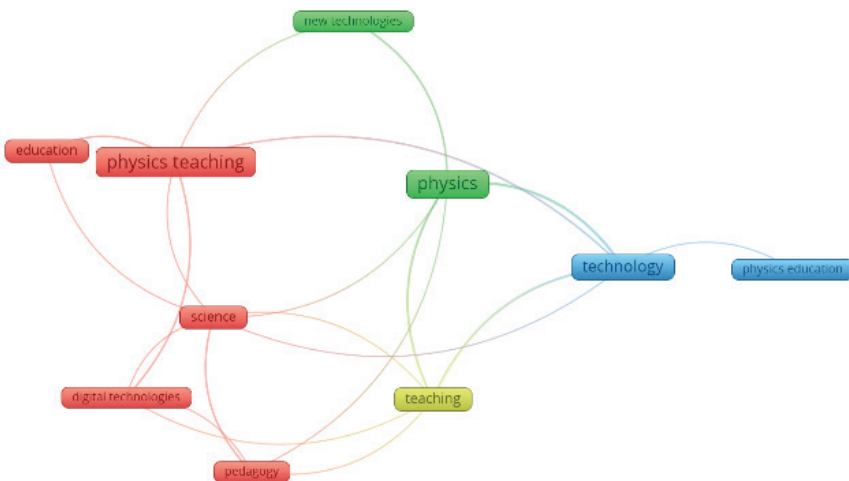 new technologies
education
physics teaching
physics
technology
physics education
science
digital technologies
teaching
pedagogy